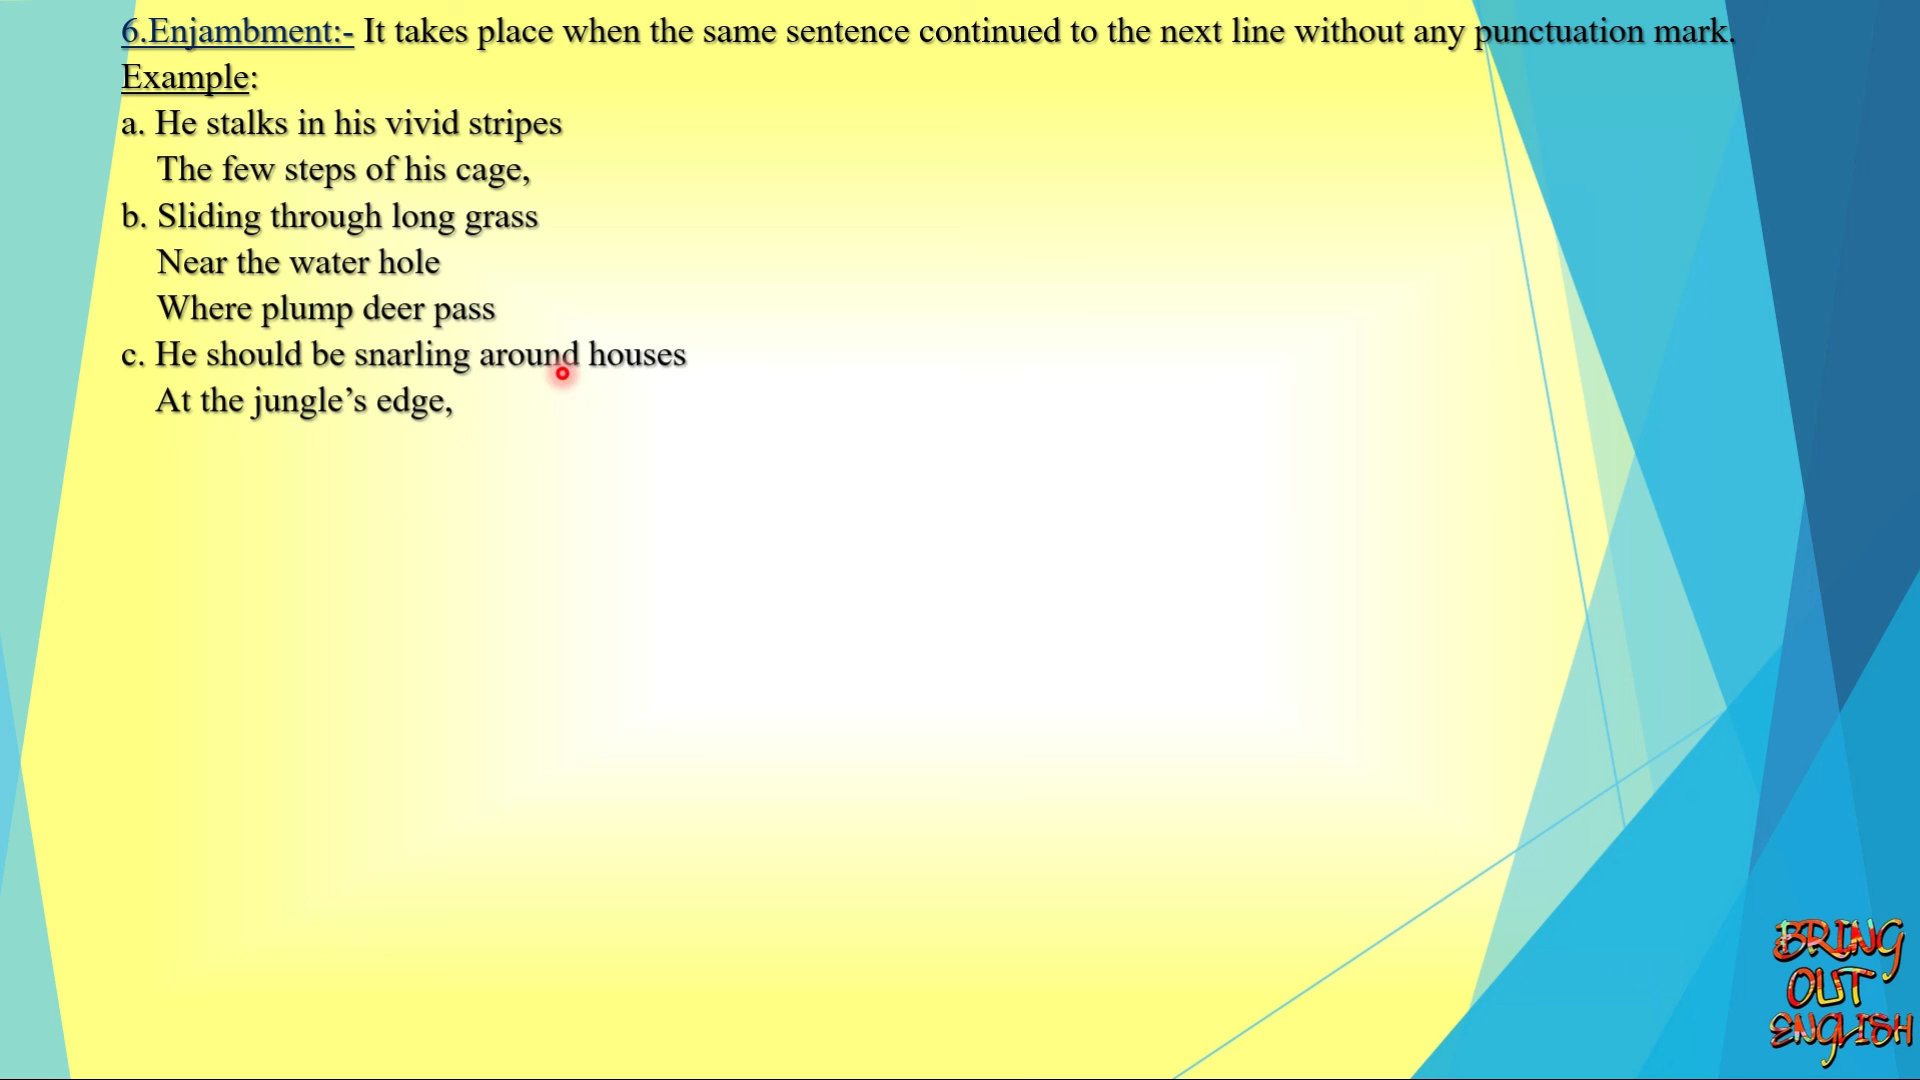 6.Enjambment:- It takes place when the same sentence continued to the next line without any punctuation mark.
Example:
a. He stalks in his vivid stripes
The few steps of his cage,
b. Sliding through long grass
Near the water hole
Where plump deer pass
c. He should be snarling around houses
At the jungle’s edge,
BRING
OUT
ENGLISH